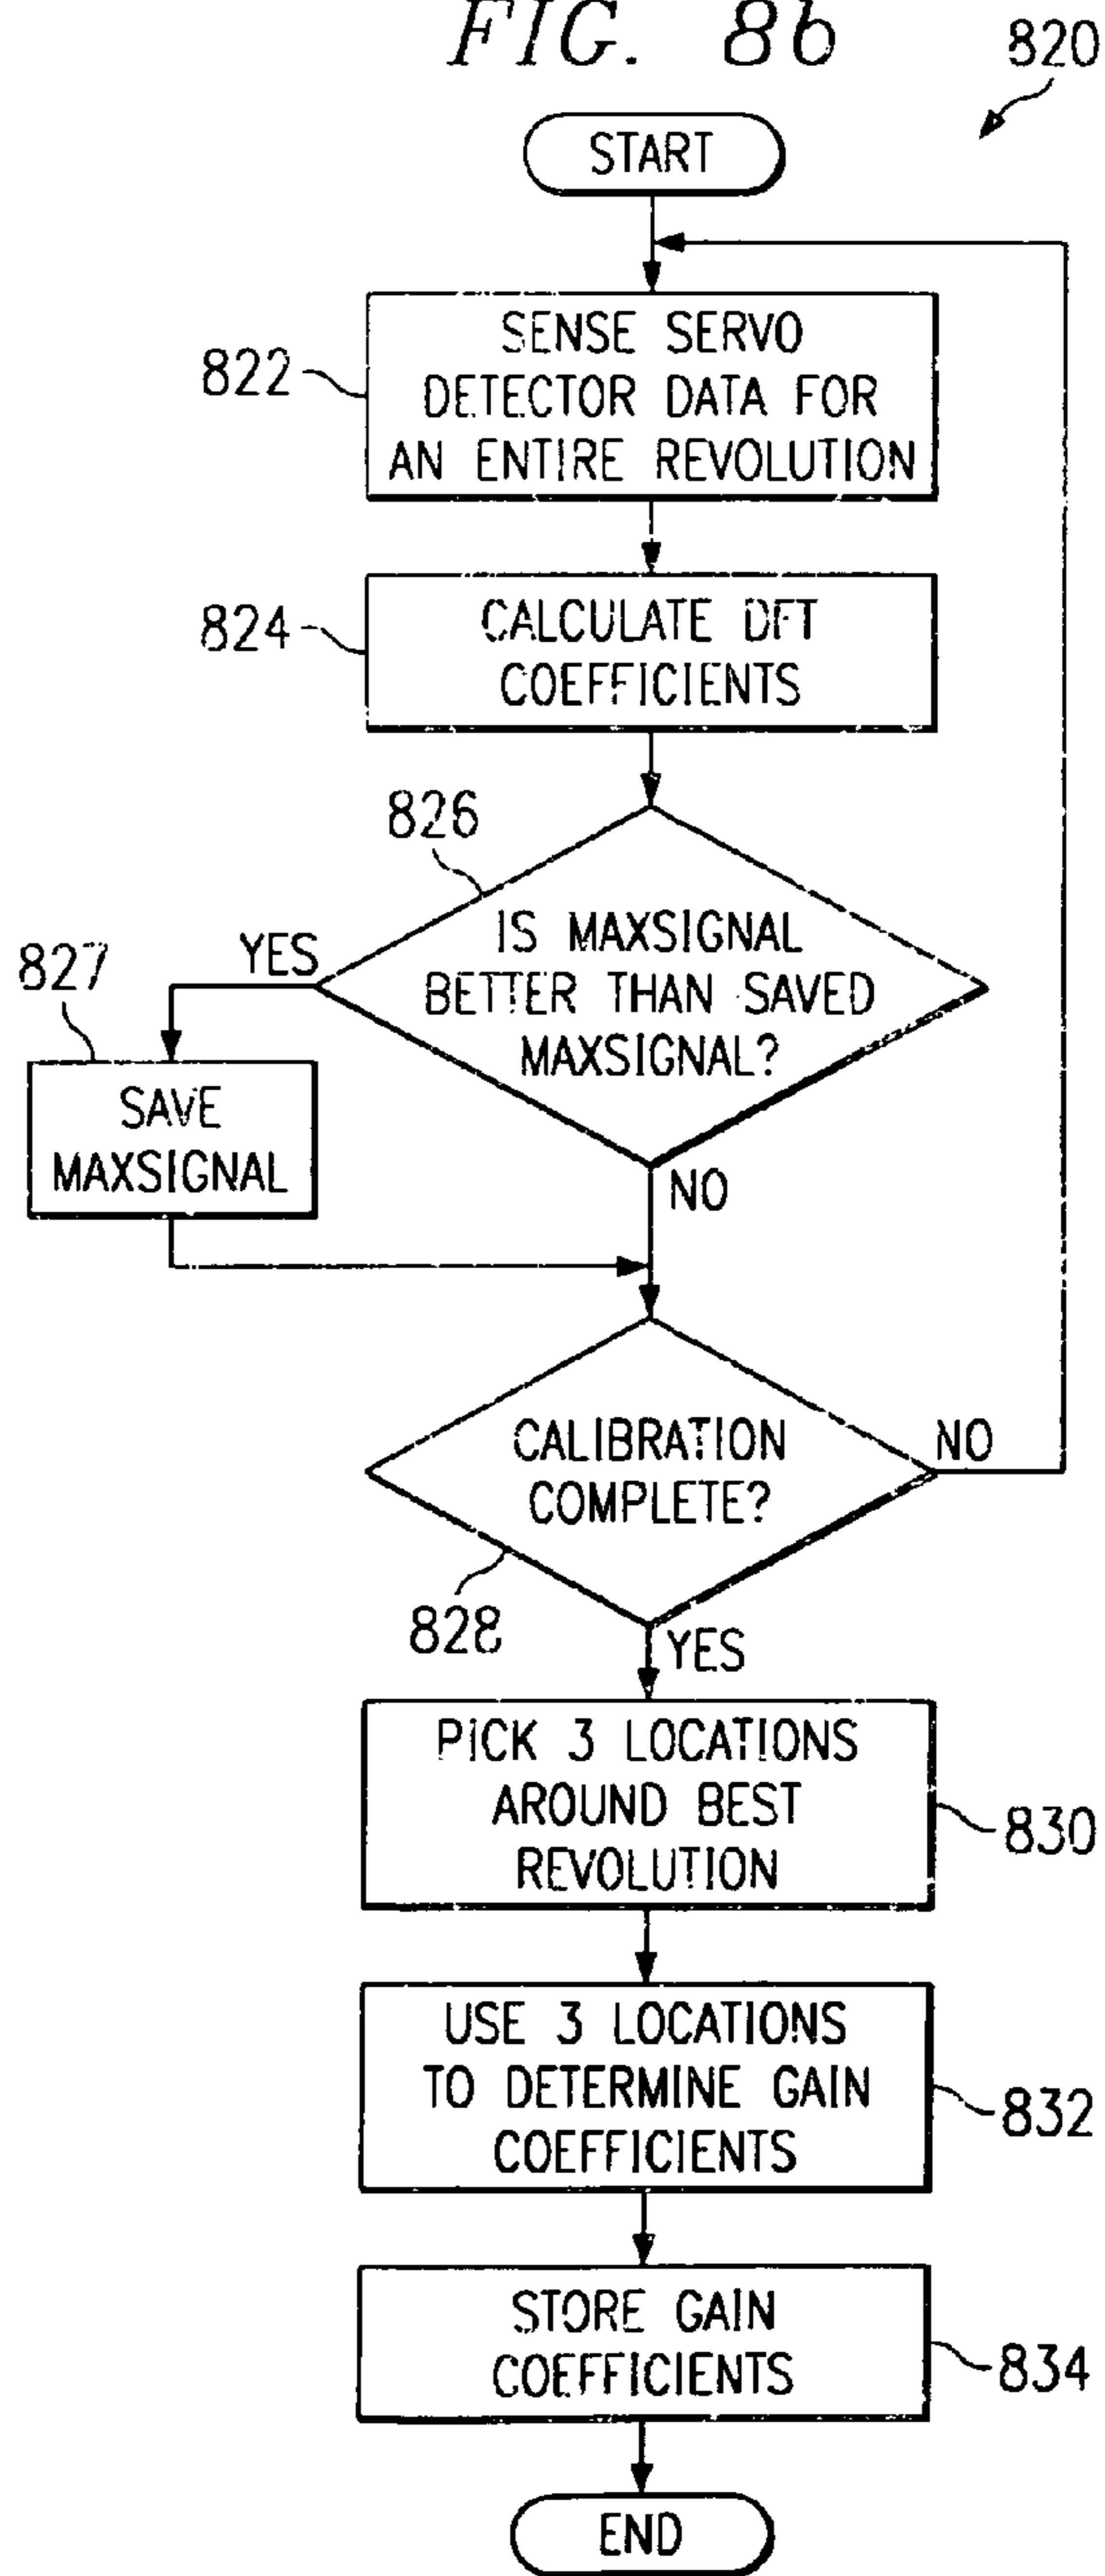 FIG. 8b
820
START
822
SENSE SERVO
DETECTOR DATA FOR
AN ENTIRE REVOLUTION
824
CALCULATE DFT
COEFFICIENTS
826
IS MAXSIGNAL
BETTER THAN SAVED
MAXSIGNAL?
YES
827
SAVE
MAXSIGNAL
NO
CALIBRATION
COMPLETE?
NO
828
YES
PICK 3 LOCATIONS
AROUND BEST
REVOLUTION
830
USE 3 LOCATIONS
TO DETERMINE GAIN
COEFFICIENTS
832
STORE GAIN
COEFFICIENTS
834
END